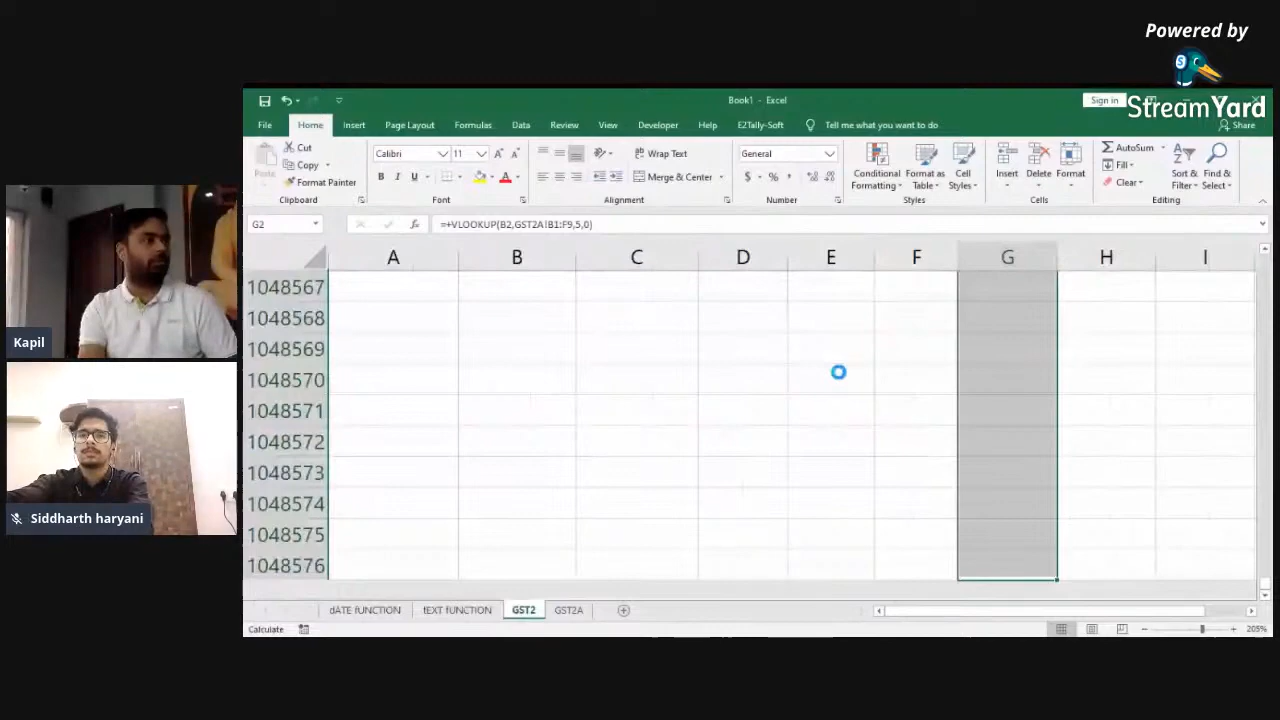 Powered by
StreamYard
Book1 - Excel
Sign in
File Home Insert Page Layout Formulas Data Review View Developer Help E2Tally-Soft Tell me what you want to do Share
Cut
Copy
Format Painter
Paste
Clipboard
Calibri 11
B I U
Font
Wrap Text
Merge & Center
Alignment
General
$ % ,
Number
Conditional Formatting
Format as Table
Cell Styles
Styles
Insert Delete Format
Cells
AutoSum
Fill
Clear
Sort & Filter
Find & Select
Editing
G2 fx =+VLOOKUP(B2,GST2A!B1:F9,5,0)
A B C D E F G H I
1048567
1048568
1048569
1048570
1048571
1048572
1048573
1048574
1048575
1048576
Kapil
Siddharth haryani
dATE FUNCTION tEXT FUNCTION GST2 GST2A
Calculate 205%